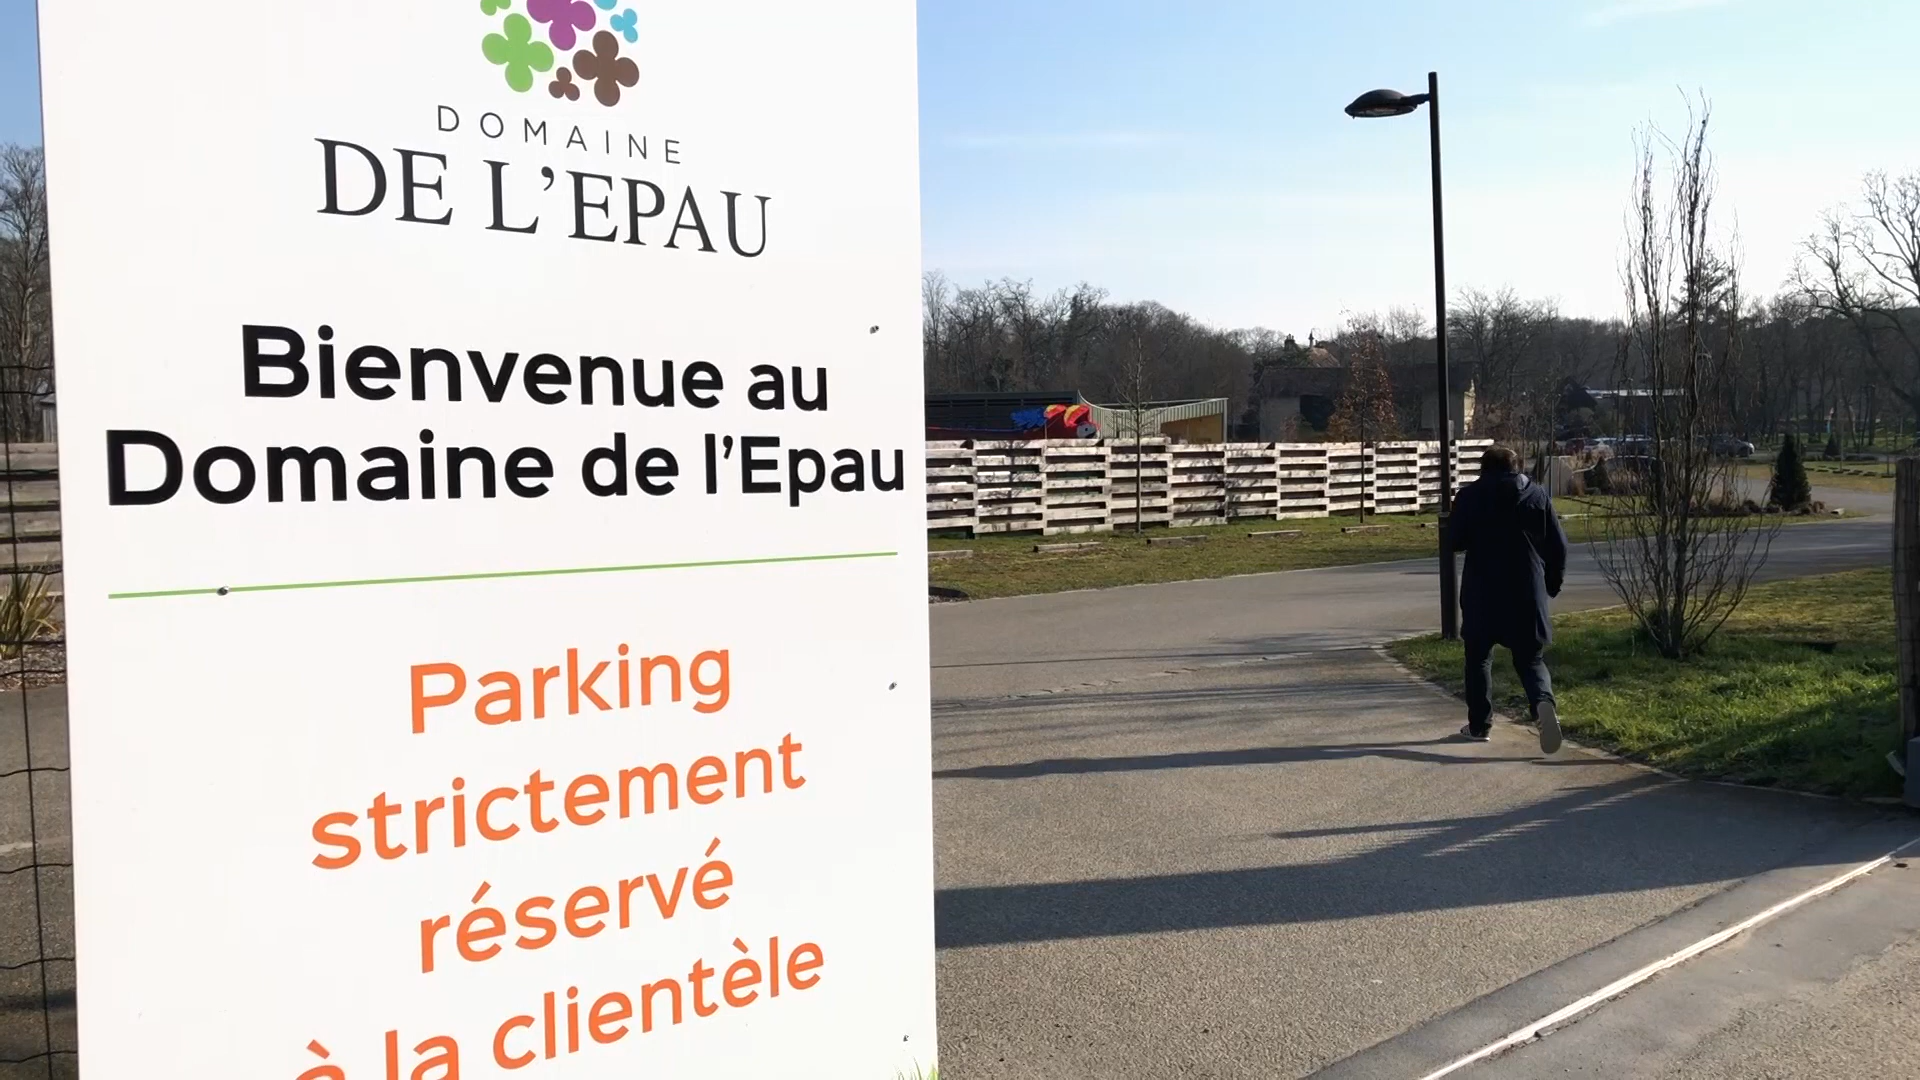 DOMAINE
DE L'EPAU
Bienvenue au
Domaine de l'Epau
Parking
strictement
réservé
à la clientèle